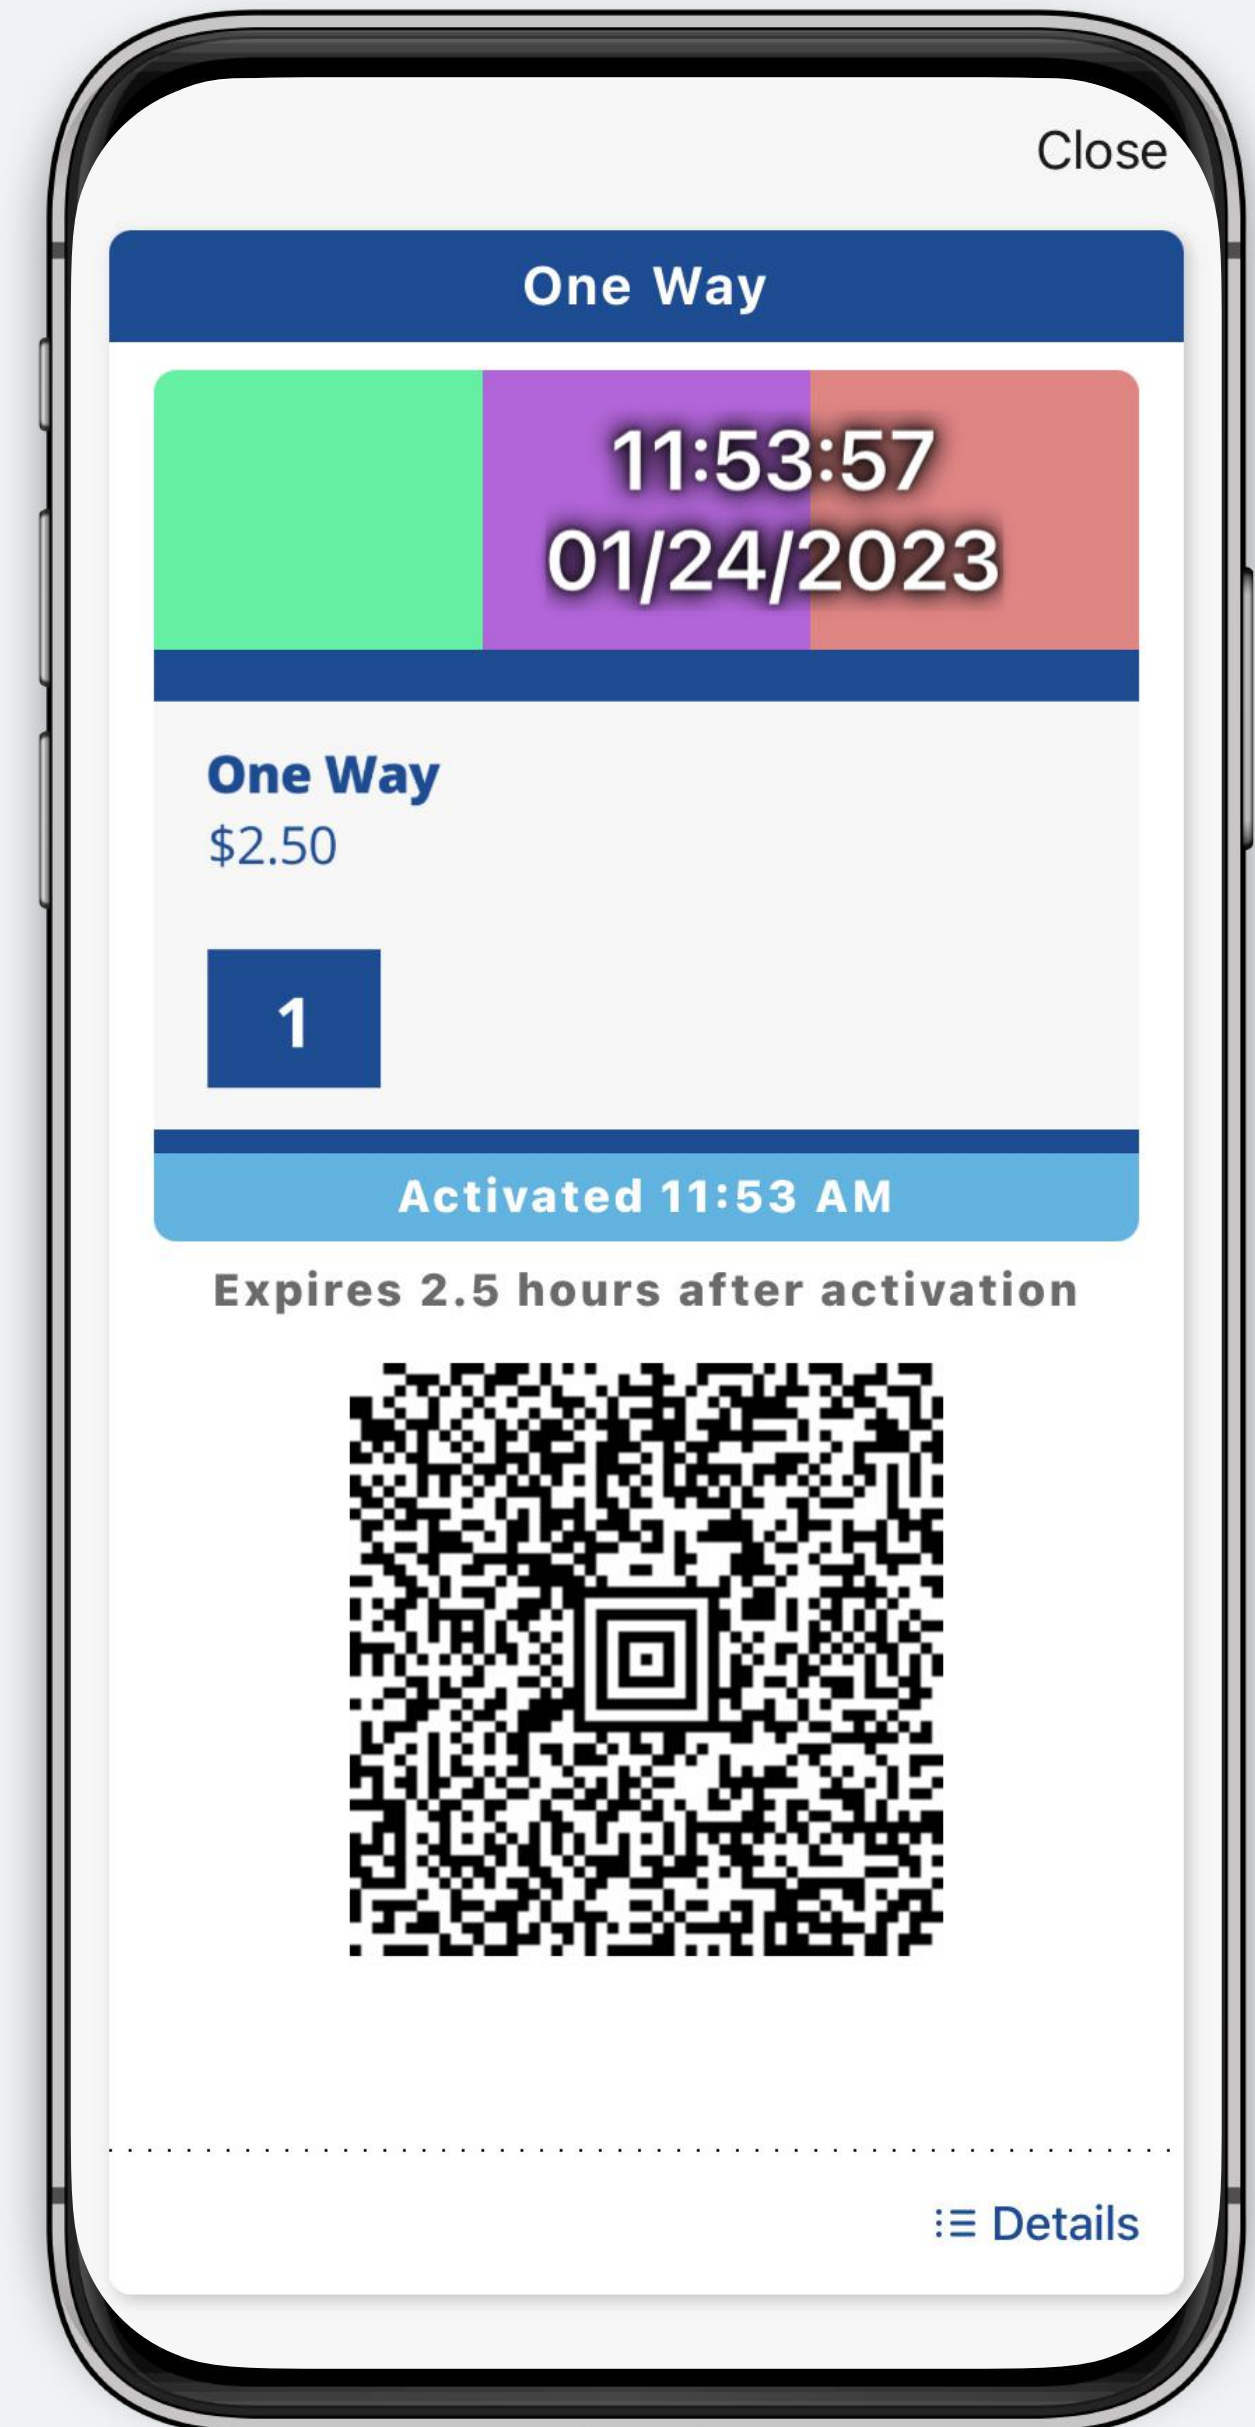 Close
One Way
11:53:57
01/24/2023
One Way
$2.50
1
Activated 11:53 AM
Expires 2.5 hours after activation
Details